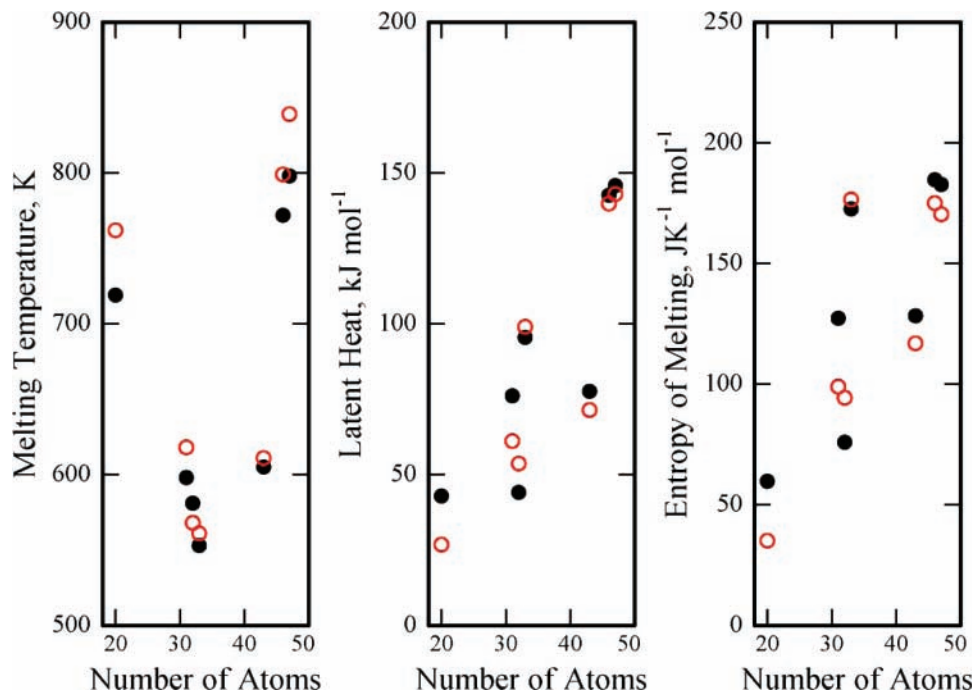 900
800
700
600
500
20 30 40 50
Melting Temperature, K
Number of Atoms
200
150
100
50
0
20 30 40 50
Latent Heat, kJ mol⁻¹
Number of Atoms
250
200
150
100
50
0
20 30 40 50
Entropy of Melting, JK⁻¹ mol⁻¹
Number of Atoms